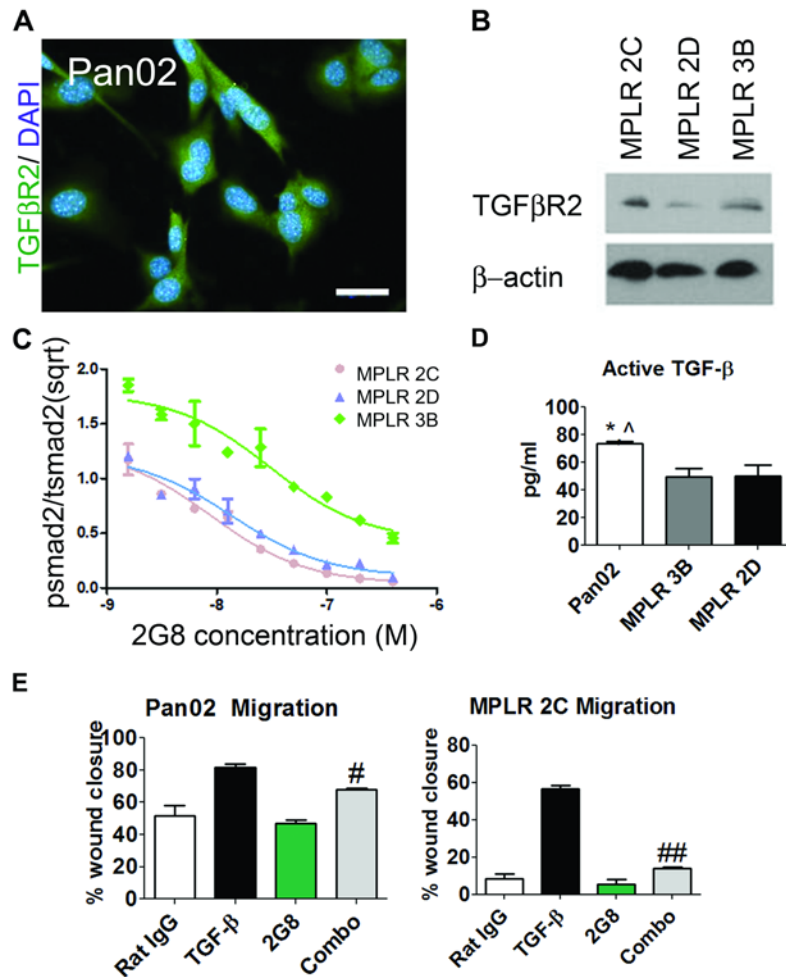 A
Pan02
TGFβR2/ DAPI
B
MPLR 2C
MPLR 2D
MPLR 3B
TGFβR2
β–actin
C
psmad2/tsmad2(sqrt)
2.0
1.5
1.0
0.5
0.0
-9
-8
-7
-6
2G8 concentration (M)
MPLR 2C
MPLR 2D
MPLR 3B
D
Active TGF-β
pg/ml
100
80
60
40
20
0
* ^
Pan02
MPLR 3B
MPLR 2D
E
Pan02 Migration
% wound closure
100
80
60
40
20
0
#
Rat IgG
TGF-β
2G8
Combo
MPLR 2C Migration
% wound closure
80
60
40
20
0
##
Rat IgG
TGF-β
2G8
Combo